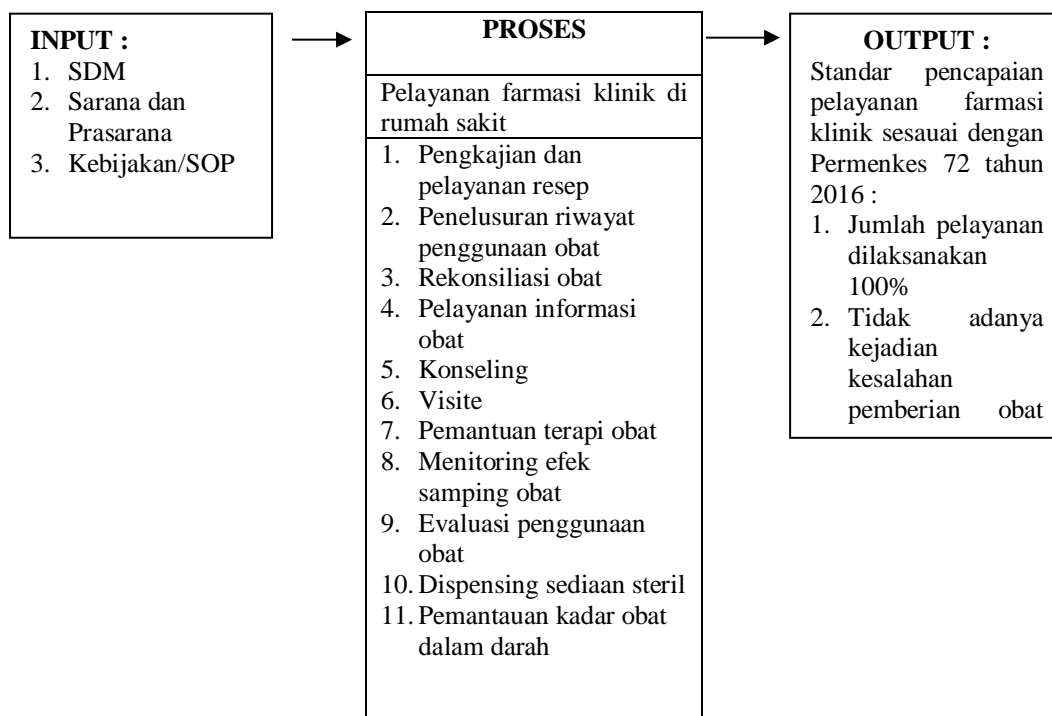 INPUT :
1. SDM
2. Sarana dan
Prasarana
3. Kebijakan/SOP
PROSES
Pelayanan farmasi klinik di
rumah sakit
1. Pengkajian dan
pelayanan resep
2. Penelusuran riwayat
penggunaan obat
3. Rekonsiliasi obat
4. Pelayanan informasi
obat
5. Konseling
6. Visite
7. Pemantuan terapi obat
8. Menitoring efek
samping obat
9. Evaluasi penggunaan
obat
10. Dispensing sediaan steril
11. Pemantauan kadar obat
dalam darah
OUTPUT :
Standar pencapaian
pelayanan farmasi
klinik sesauai dengan
Permenkes 72 tahun
2016 :
1. Jumlah pelayanan
dilaksanakan
100%
2. Tidak adanya
kejadian
kesalahan
pemberian obat